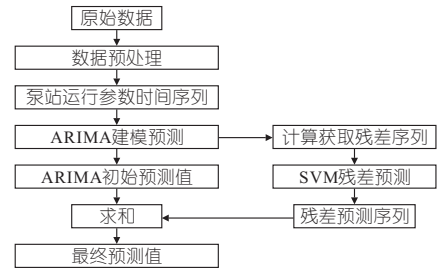 原始数据
数据预处理
泵站运行参数时间序列
ARIMA建模预测
计算获取残差序列
ARIMA初始预测值
SVM残差预测
求和
残差预测序列
最终预测值